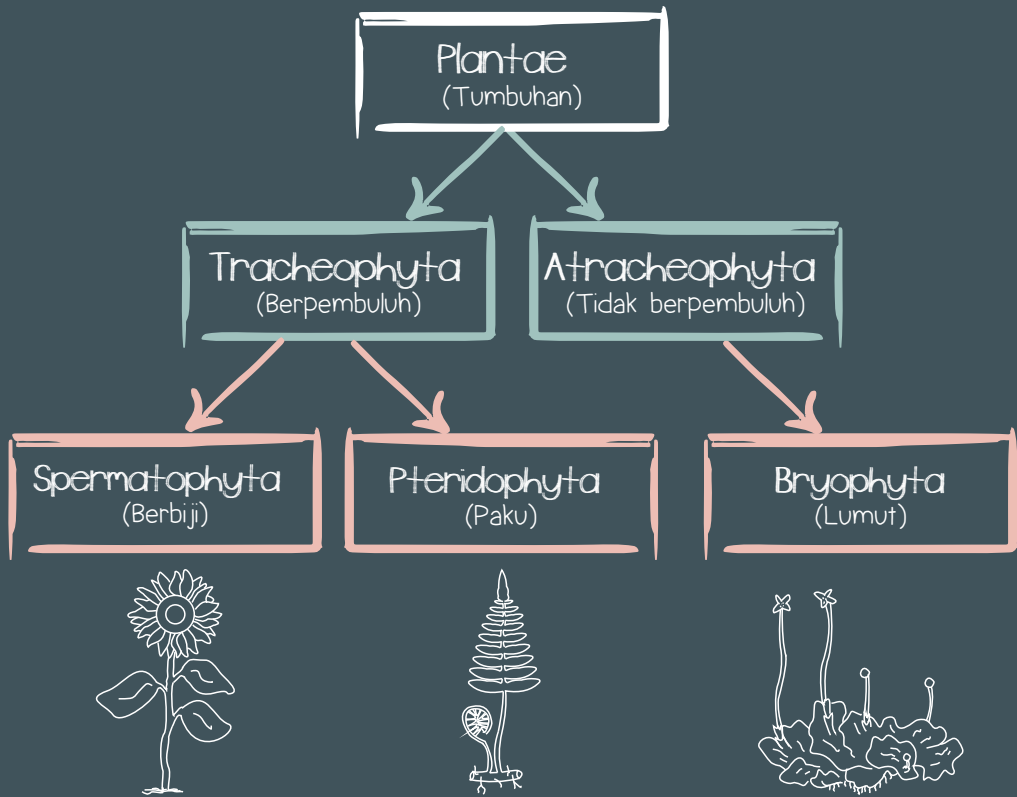 Plantae
(Tumbuhan)
Tracheophyta
(Berpembuluh)
Atracheophyta
(Tidak berpembuluh)
Spermatophyta
(Berbiji)
Pteridophyta
(Paku)
Bryophyta
(Lumut)